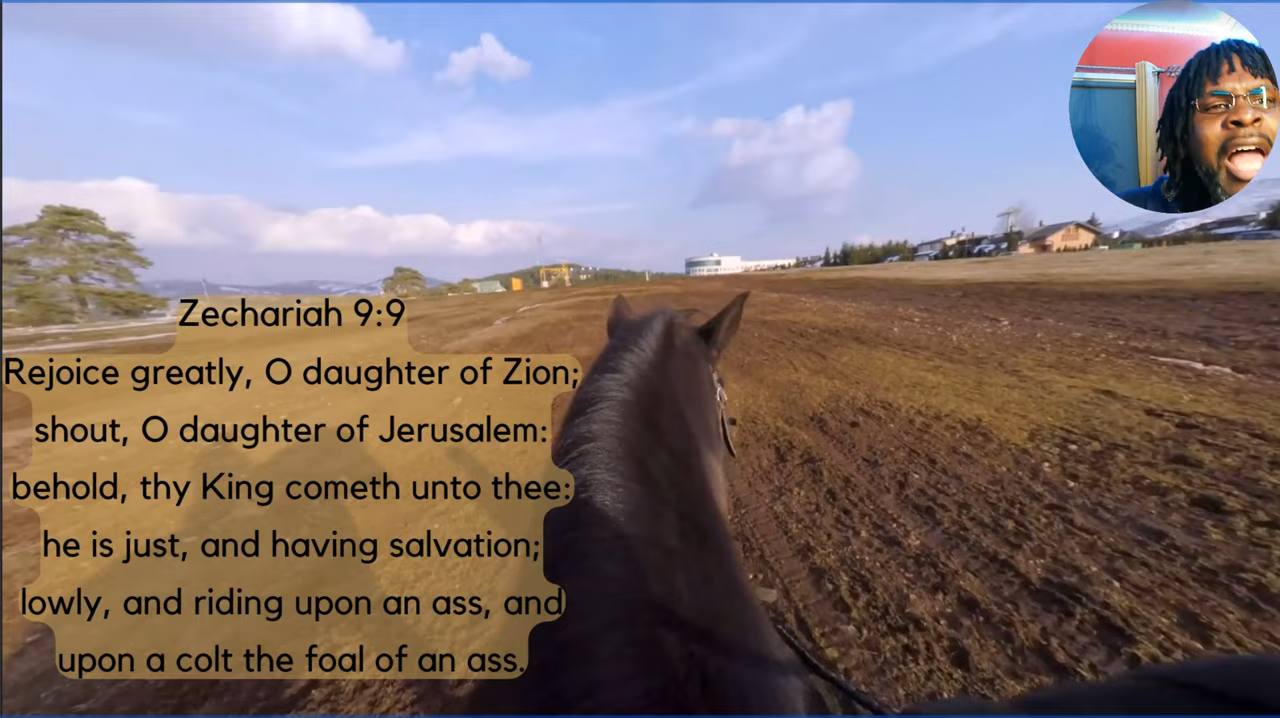 Zechariah 9:9
Rejoice greatly, O daughter of Zion;
shout, O daughter of Jerusalem:
behold, thy King cometh unto thee:
he is just, and having salvation;
lowly, and riding upon an ass, and
upon a colt the foal of an ass.